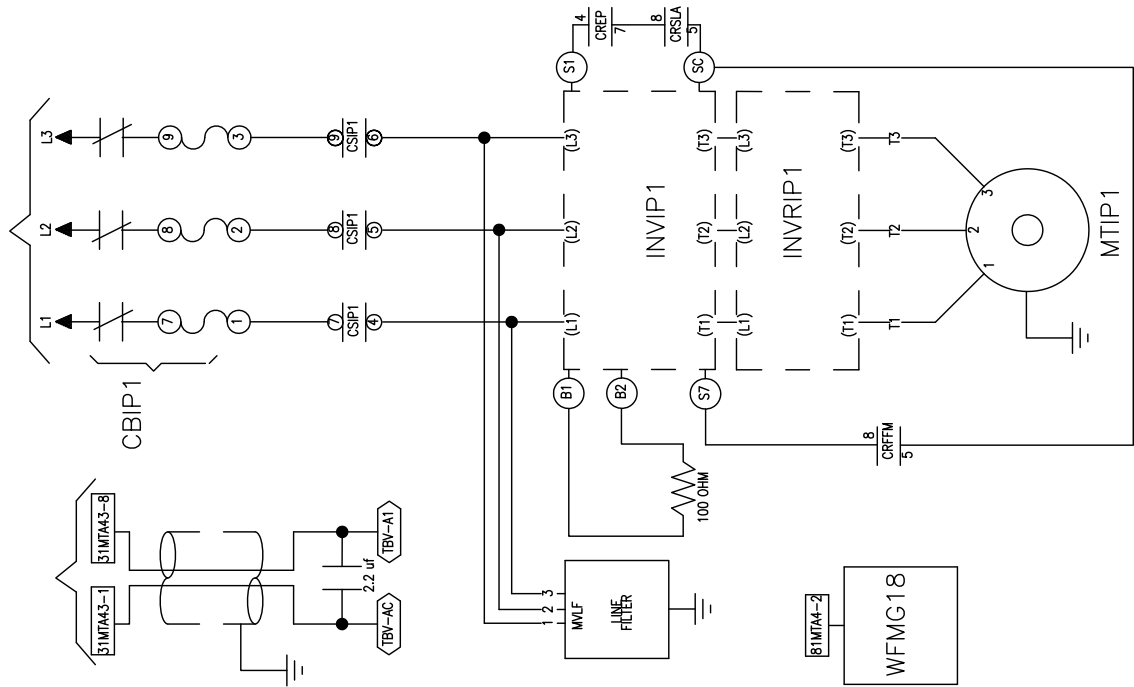 L1 L2 L3
31MTA43-1 31MTA43-8
CBIP1
7 8 9
1 2 3
7 8 9
CSIP1 CSIP1 CSIP1
4 5 6
2.2 uf
TBV-AC TBV-A1
1 2 3
MVLF
LINE
FILTER
B1 (L1) (L2) (L3) S1
4
CREP
7
B2
INVIP1
8
CRSLA
5
100 OHM
S7 (T1) (T2) (T3) SC
(L1) (L2) (L3)
INVRIP1
81MTA4-2
(T1) (T2) (T3)
8
CRFFM
5
T1 T2 T3
WFMG18
1 2 3
MTIP1